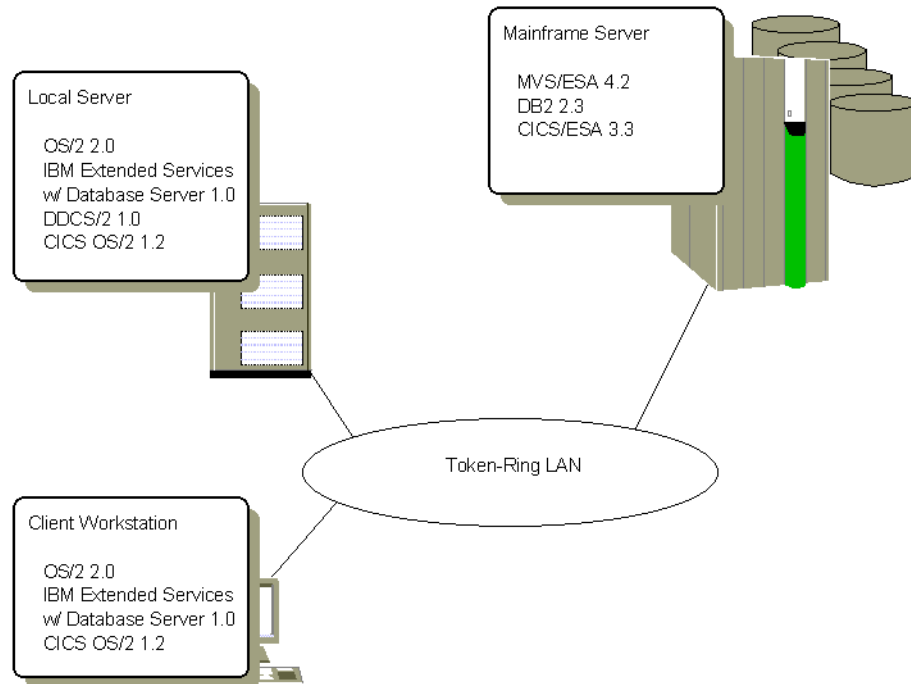 Mainframe Server
MVS/ESA 4.2
DB2 2.3
CICS/ESA 3.3
Local Server
OS/2 2.0
IBM Extended Services
w/ Database Server 1.0
DDCS/2 1.0
CICS OS/2 1.2
Token-Ring LAN
Client Workstation
OS/2 2.0
IBM Extended Services
w/ Database Server 1.0
CICS OS/2 1.2